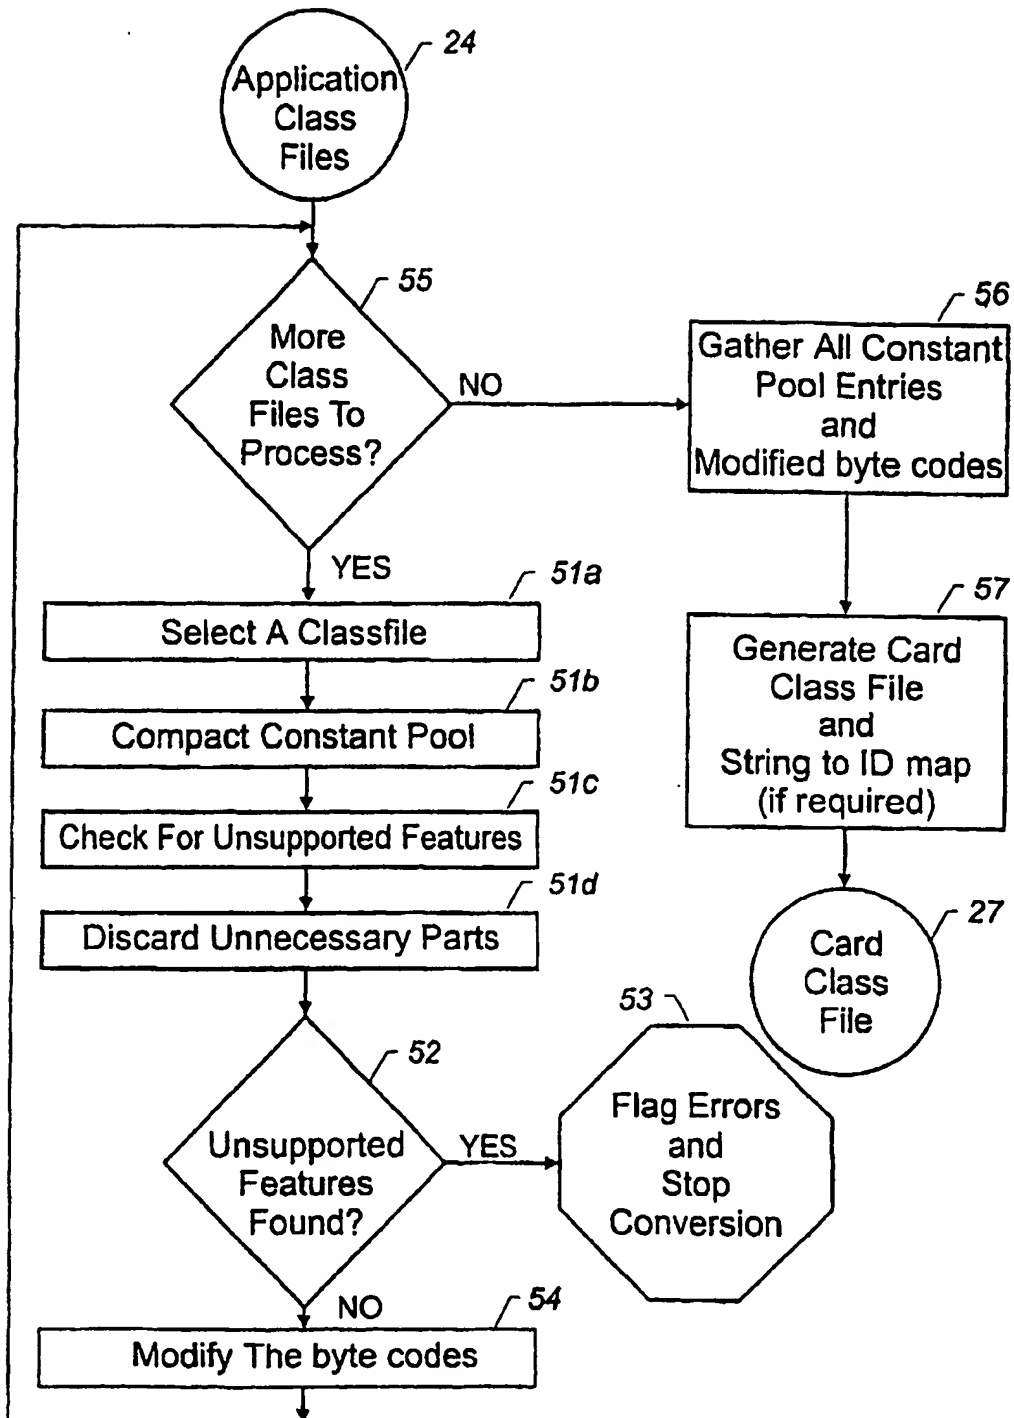 24
Application
Class
Files
55
More
Class
Files To
Process?
NO
56
Gather All Constant
Pool Entries
and
Modified byte codes
YES
51a
Select A Classfile
51b
Compact Constant Pool
51c
Check For Unsupported Features
51d
Discard Unnecessary Parts
57
Generate Card
Class File
and
String to ID map
(if required)
27
Card
Class
File
52
Unsupported
Features
Found?
YES
53
Flag Errors
and
Stop
Conversion
NO
54
Modify The byte codes